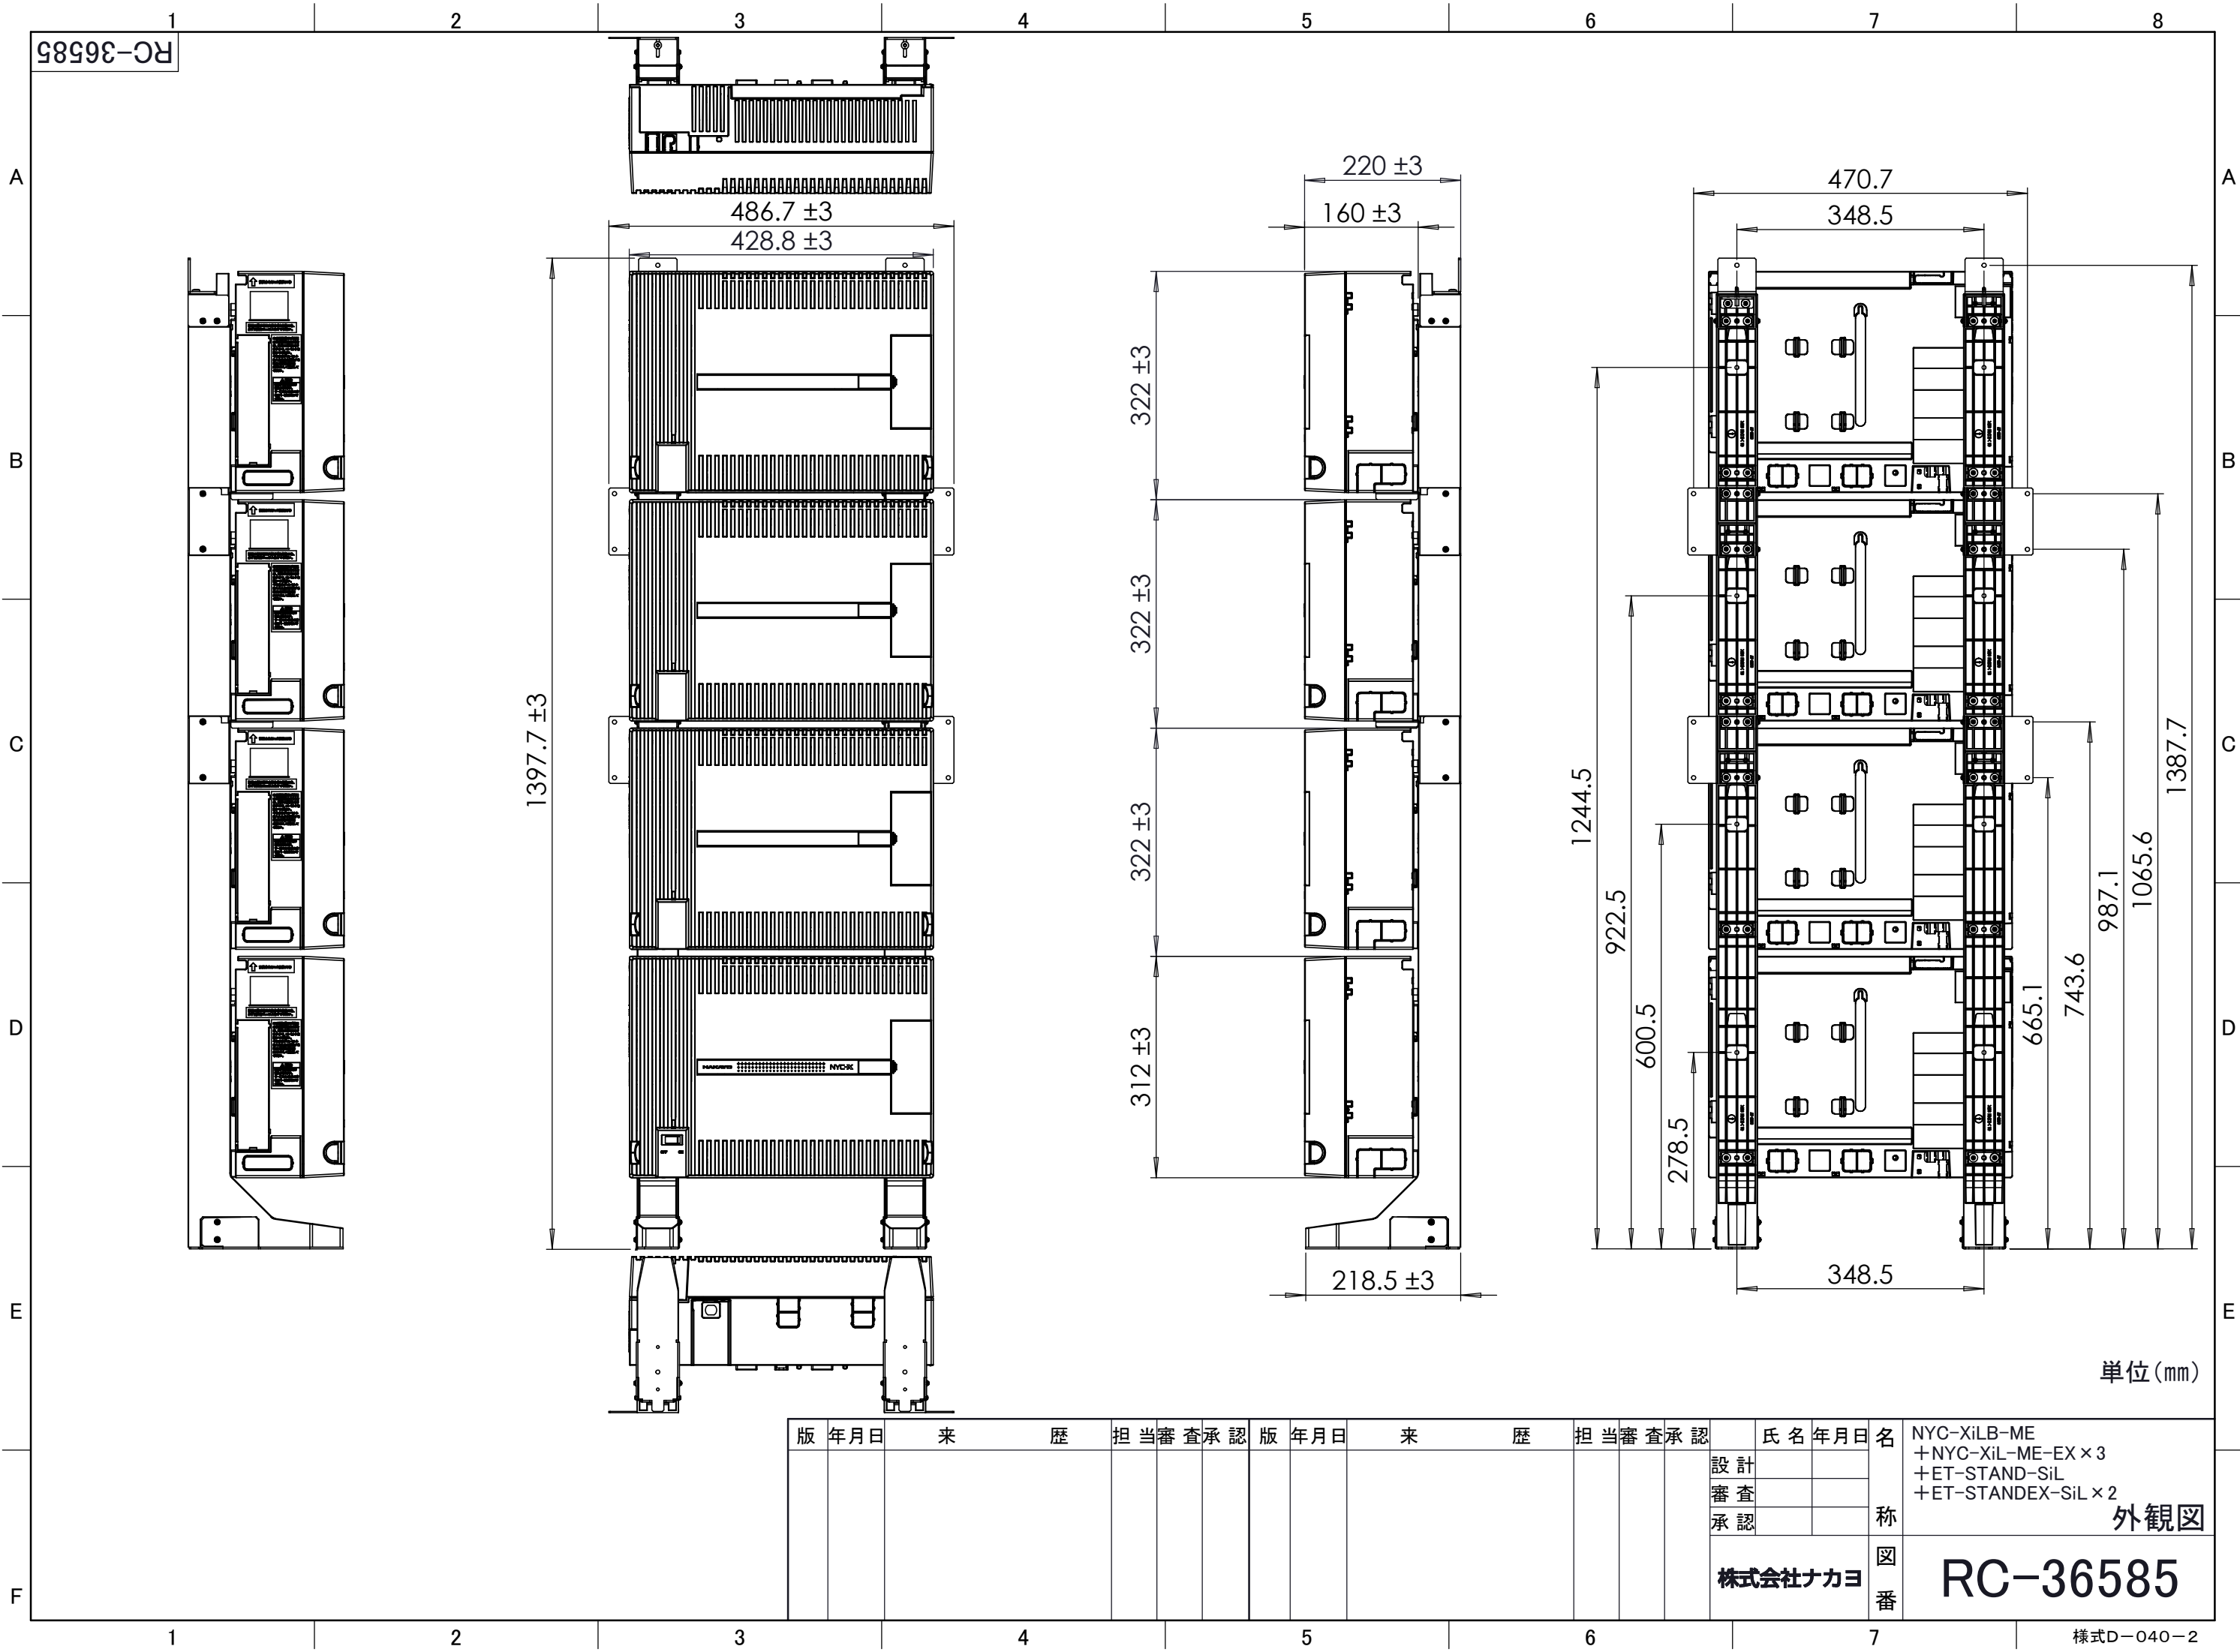 1 2 3 4 5 6 7 8
RC-36585
A
B
C
D
E
F
A
B
C
D
E
486.7 ±3
428.8 ±3
1397.7 ±3
NYC-X
220 ±3
160 ±3
322 ±3
322 ±3
322 ±3
312 ±3
218.5 ±3
470.7
348.5
1244.5
922.5
600.5
278.5
665.1
743.6
987.1
1065.6
1387.7
348.5
単位(mm)
版 年月日 来 歴 担当 審査 承認 版 年月日 来 歴 担当 審査 承認
氏名 年月日
設計
審査
承認
名称
NYC-XiLB-ME
+NYC-XiL-ME-EX×3
+ET-STAND-SiL
+ET-STANDEX-SiL×2
外観図
株式会社ナカヨ
図番
RC-36585
1 2 3 4 5 6 7
様式D-040-2